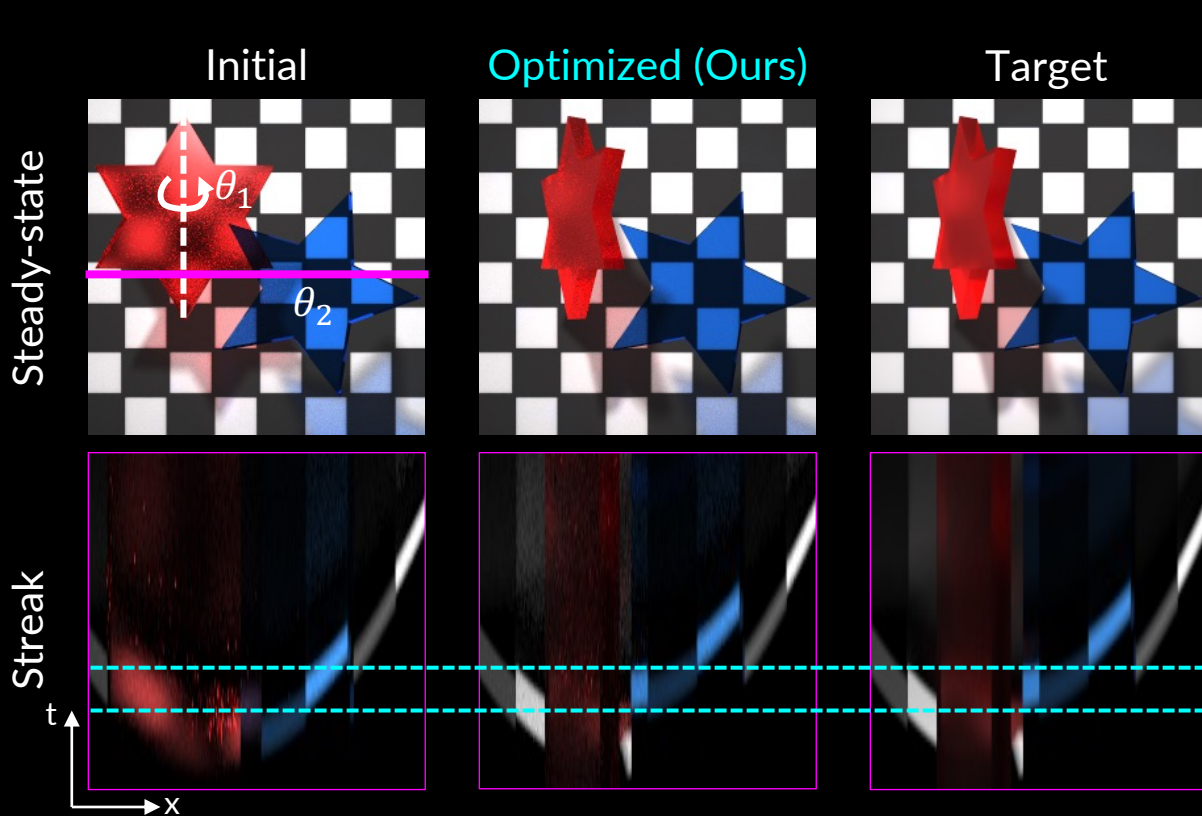 Initial
Optimized (Ours)
Target
Steady-state
θ₁
θ₂
Streak
t
x